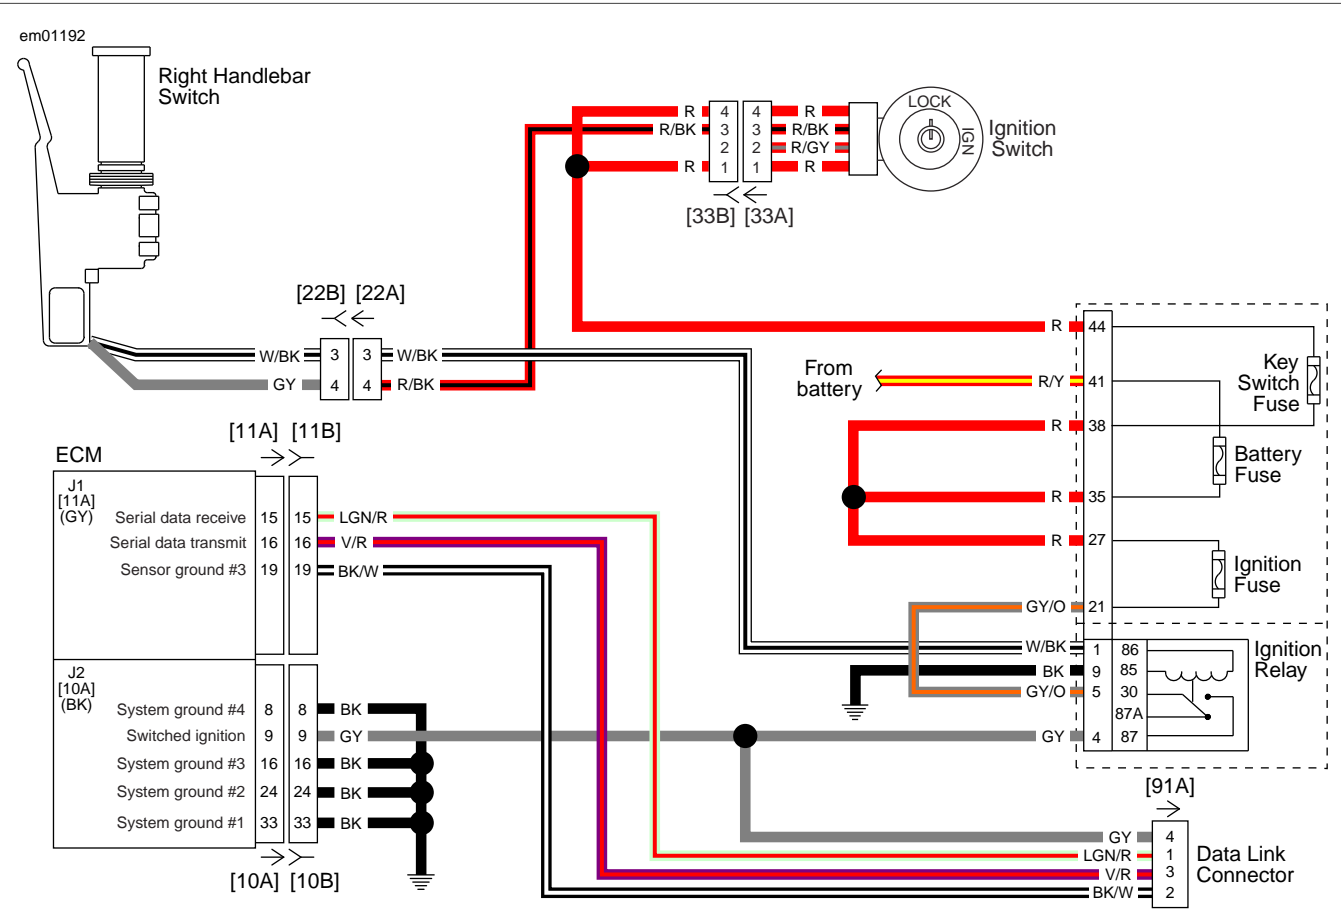 em01192
Right Handlebar
Switch
LOCK
IGN
Ignition
Switch
R 4 4 R
R/BK 3 3 R/BK
2 2 R/GY
R 1 1 R
[33B] [33A]
[22B] [22A]
W/BK 3 3 W/BK
GY 4 4 R/BK
From
battery
R 44
R/Y 41
R 38
R 35
R 27
GY/O 21
Key
Switch
Fuse
Battery
Fuse
Ignition
Fuse
W/BK 1 86
BK 9 85
GY/O 5 30
87A
GY 4 87
Ignition
Relay
[11A] [11B]
ECM
J1
[11A]
(GY)
Serial data receive 15 15 LGN/R
Serial data transmit 16 16 V/R
Sensor ground #3 19 19 BK/W
J2
[10A]
(BK)
System ground #4 8 8 BK
Switched ignition 9 9 GY
System ground #3 16 16 BK
System ground #2 24 24 BK
System ground #1 33 33 BK
[10A] [10B]
[91A]
GY 4
LGN/R 1
V/R 3
BK/W 2
Data Link
Connector